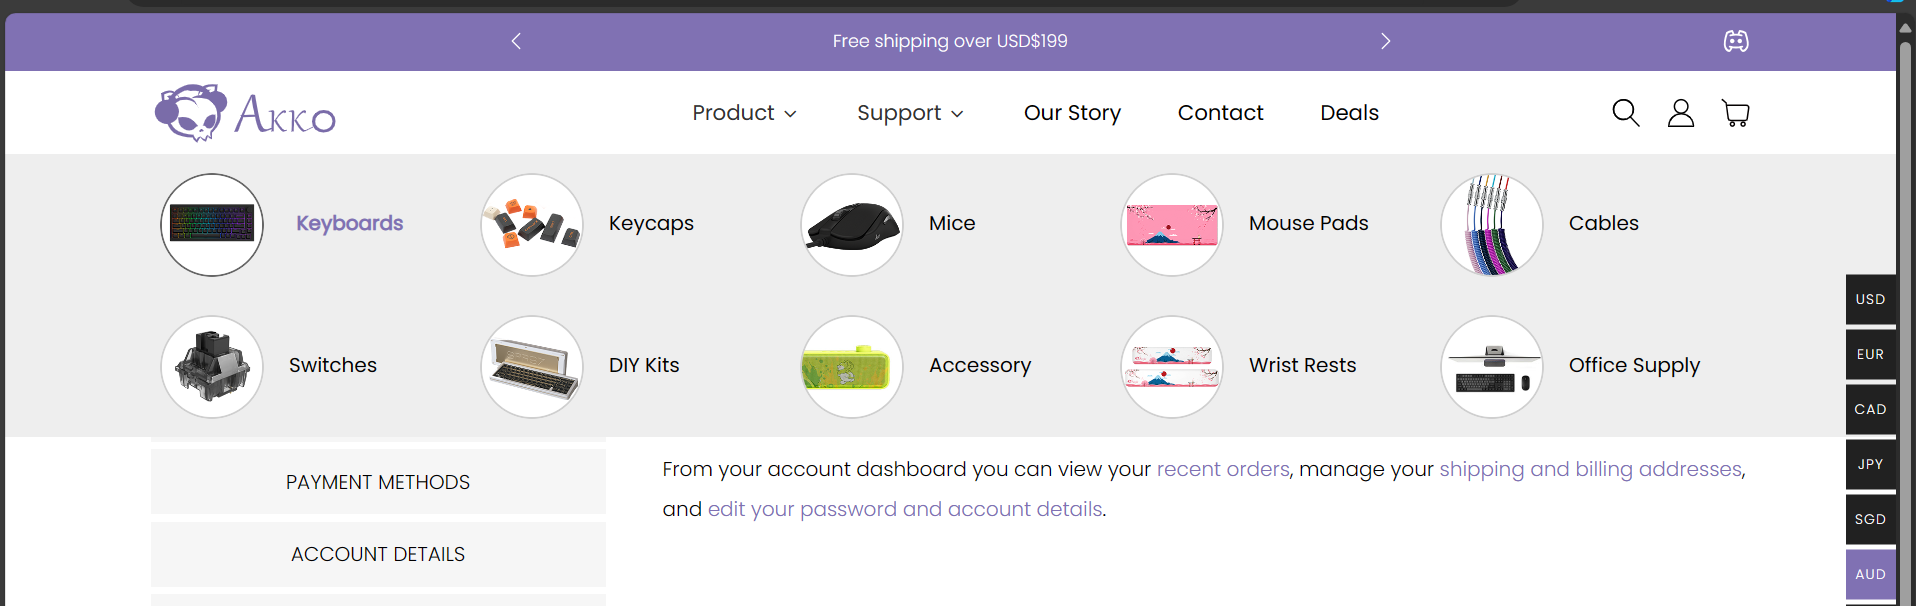 Free shipping over USD$199
AKKO
Product
Support
Our Story
Contact
Deals
Keyboards
Keycaps
Mice
Mouse Pads
Cables
Switches
DIY Kits
Accessory
Wrist Rests
Office Supply
USD
EUR
CAD
JPY
SGD
AUD
PAYMENT METHODS
ACCOUNT DETAILS
From your account dashboard you can view your recent orders, manage your shipping and billing addresses,
and edit your password and account details.